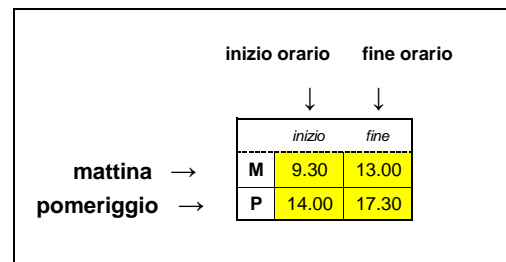 inizio orario fine orario
↓ ↓
inizio fine
mattina → M 9.30 13.00
pomeriggio → P 14.00 17.30